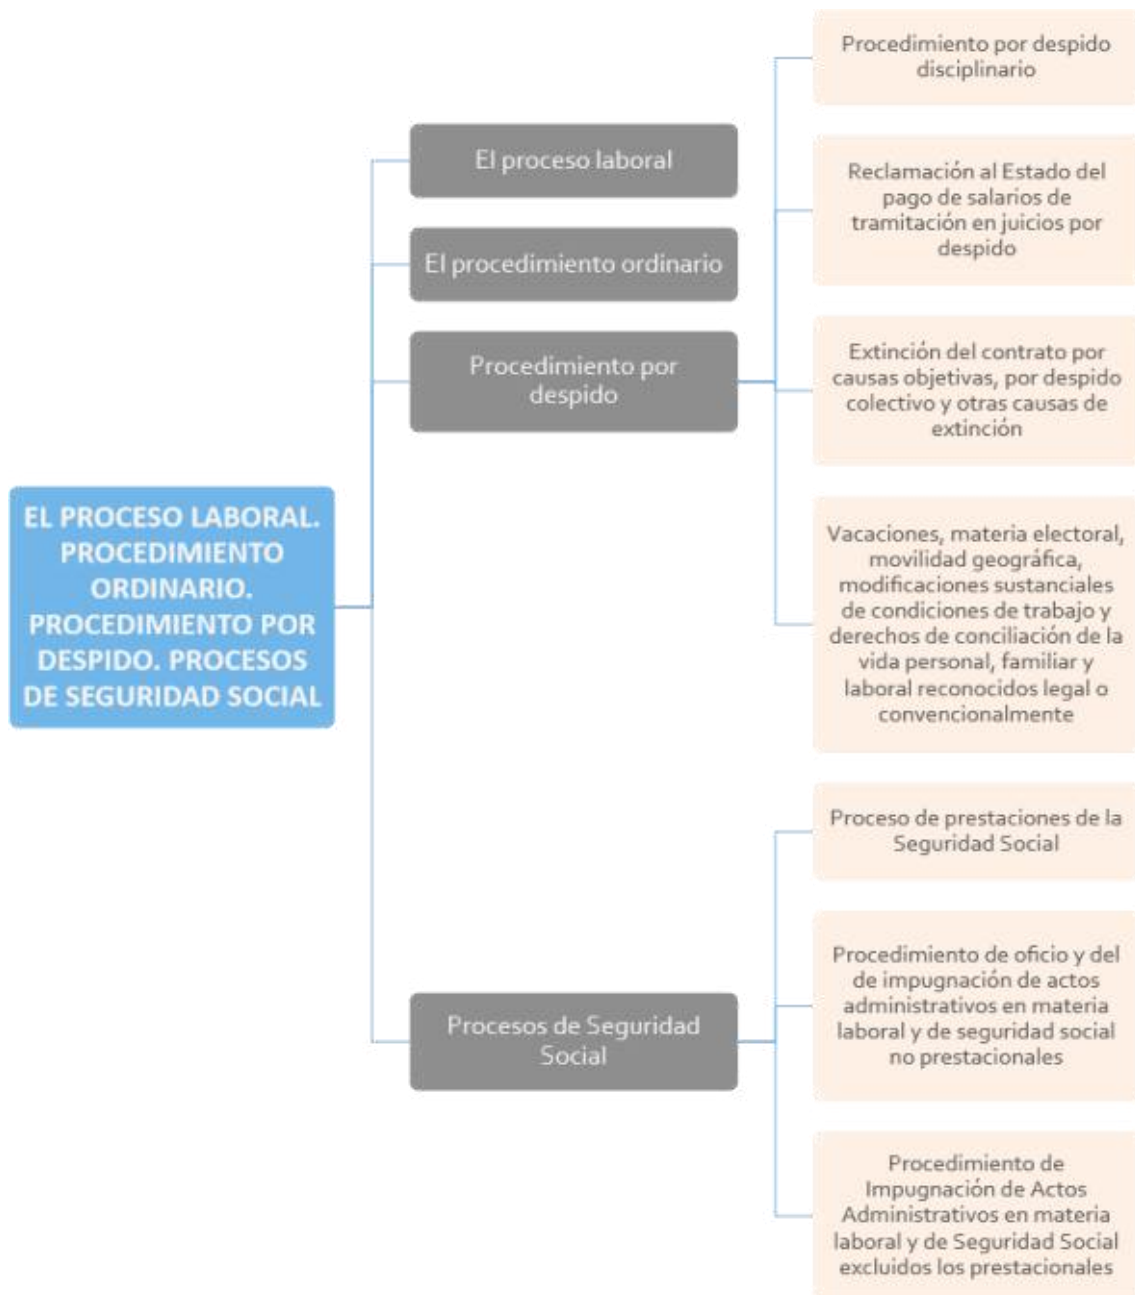 EL PROCESO LABORAL.
PROCEDIMIENTO
ORDINARIO.
PROCEDIMIENTO POR
DESPIDO. PROCESOS
DE SEGURIDAD SOCIAL
El proceso laboral
El procedimiento ordinario
Procedimiento por
despido
Procedimiento por despido
disciplinario
Reclamación al Estado del
pago de salarios de
tramitación en juicios por
despido
Extinción del contrato por
causas objetivas, por despido
colectivo y otras causas de
extinción
Vacaciones, materia electoral,
movilidad geográfica,
modificaciones sustanciales
de condiciones de trabajo y
derechos de conciliación de la
vida personal, familiar y
laboral reconocidos legal o
convencionalmente
Procesos de Seguridad
Social
Proceso de prestaciones de la
Seguridad Social
Procedimiento de oficio y del
de impugnación de actos
administrativos en materia
laboral y de seguridad social
no prestacionales
Procedimiento de
Impugnación de Actos
Administrativos en materia
laboral y de Seguridad Social
excluidos los prestacionales